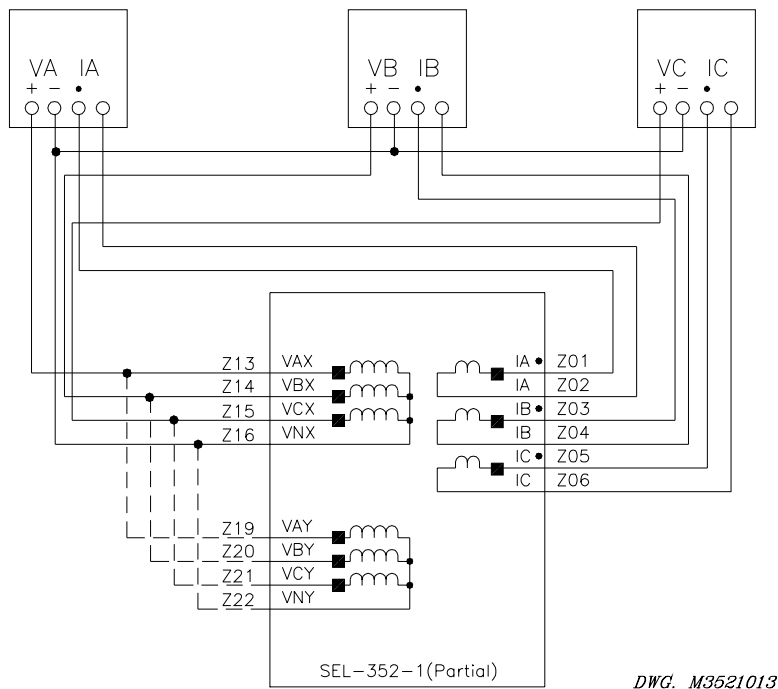 VA IA
+ − •
VB IB
+ − •
VC IC
+ − •
Z13 VAX
Z14 VBX
Z15 VCX
Z16 VNX
IA • Z01
IA Z02
IB • Z03
IB Z04
IC • Z05
IC Z06
Z19 VAY
Z20 VBY
Z21 VCY
Z22 VNY
SEL-352-1(Partial)
DWG. M3521013